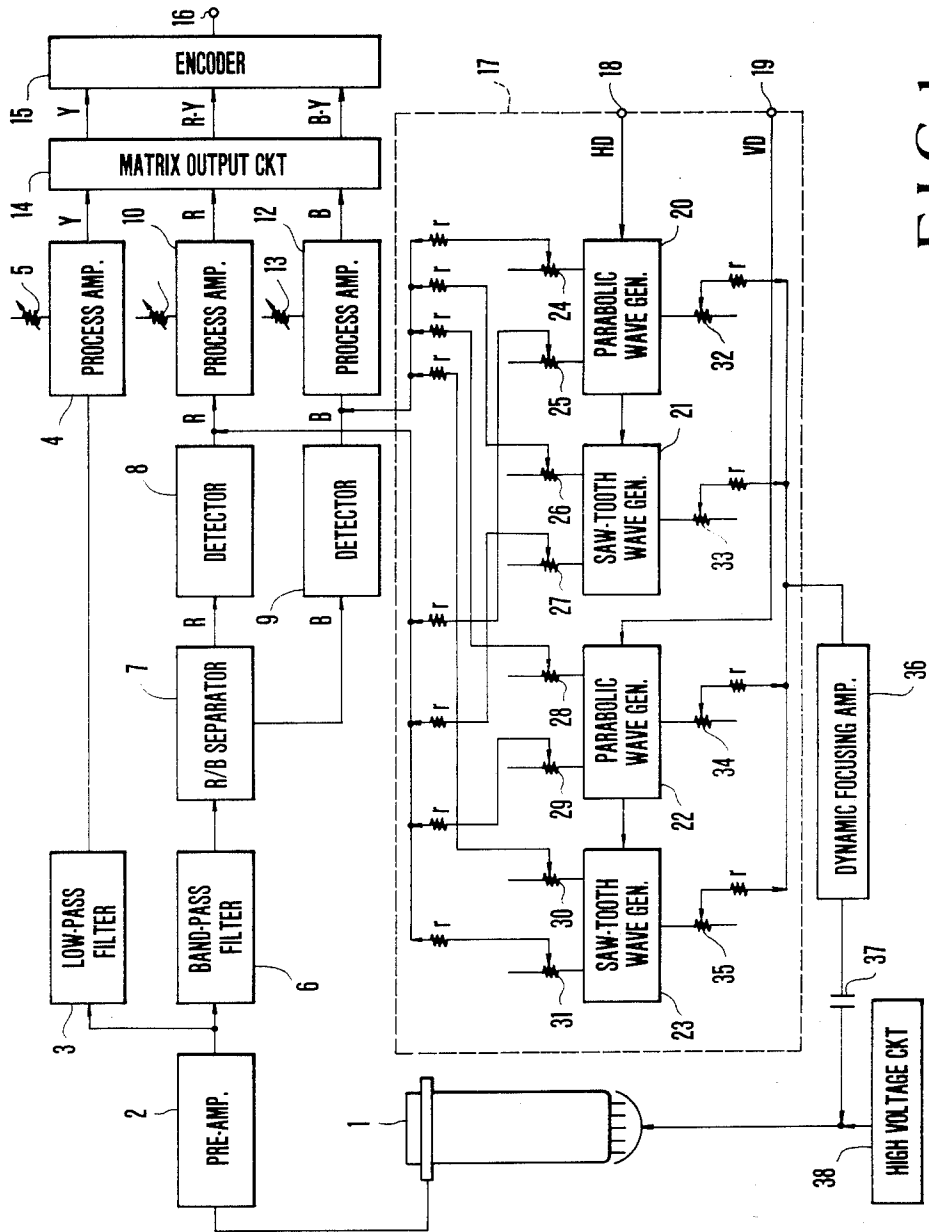 16
15
ENCODER
Y
R-Y
B-Y
14
MATRIX OUTPUT CKT
Y
R
B
5
10
13
12
PROCESS AMP.
PROCESS AMP.
PROCESS AMP.
4
R
B
8
DETECTOR
DETECTOR
9
R
B
7
R/B SEPARATOR
LOW-PASS FILTER
3
BAND-PASS FILTER
6
2
PRE-AMP.
1
17
18
HD
19
VD
r
r
r
r
r
r
r
r
24
25
26
27
28
29
30
31
20
PARABOLIC WAVE GEN.
21
SAW-TOOTH WAVE GEN.
22
PARABOLIC WAVE GEN.
23
SAW-TOOTH WAVE GEN.
32
r
33
r
34
r
35
r
36
DYNAMIC FOCUSING AMP.
37
38
HIGH VOLTAGE CKT
FIG.1